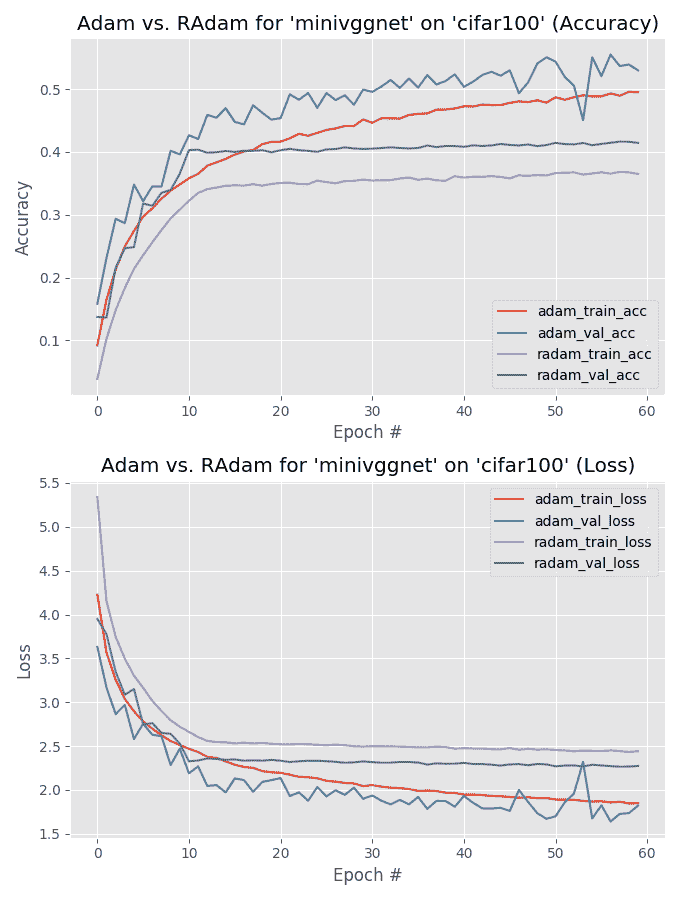 Adam vs. RAdam for 'minivggnet' on 'cifar100' (Accuracy)
0.5
0.4
0.3
0.2
0.1
Accuracy
adam_train_acc
adam_val_acc
radam_train_acc
radam_val_acc
0 10 20 30 40 50 60
Epoch #
Adam vs. RAdam for 'minivggnet' on 'cifar100' (Loss)
5.5
5.0
4.5
4.0
3.5
3.0
2.5
2.0
1.5
Loss
adam_train_loss
adam_val_loss
radam_train_loss
radam_val_loss
0 10 20 30 40 50 60
Epoch #